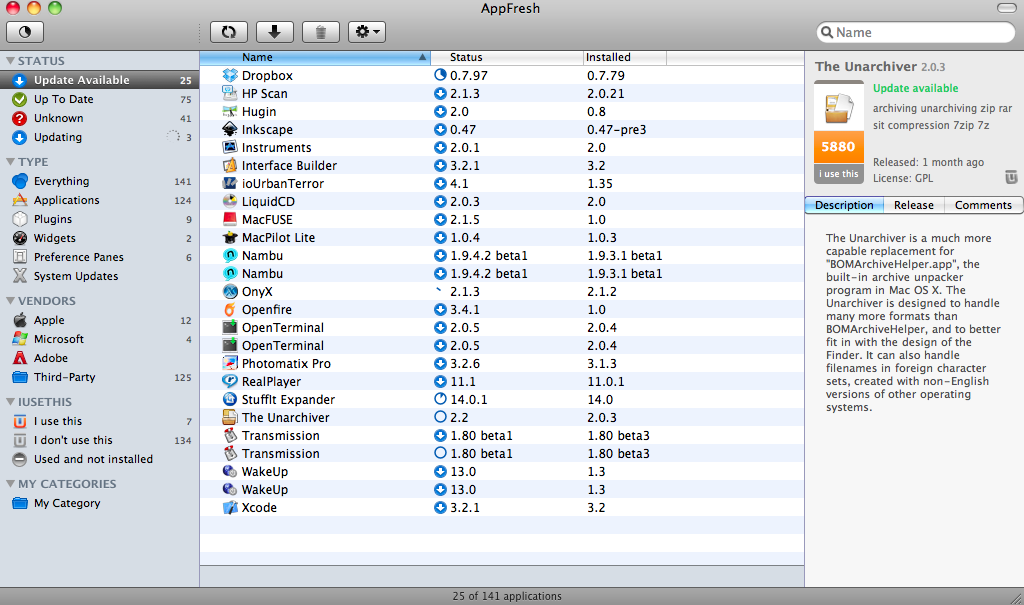 AppFresh
Name
STATUS
Update Available 25
Up To Date 75
Unknown 41
Updating 3
TYPE
Everything 141
Applications 124
Plugins 9
Widgets 2
Preference Panes 6
System Updates
VENDORS
Apple 12
Microsoft 4
Adobe
Third-Party 125
IUSETHIS
I use this 7
I don't use this 134
Used and not installed
MY CATEGORIES
My Category
Name Status Installed
Dropbox 0.7.97 0.7.79
HP Scan 2.1.3 2.0.21
Hugin 2.0 0.8
Inkscape 0.47 0.47-pre3
Instruments 2.0.1 2.0
Interface Builder 3.2.1 3.2
ioUrbanTerror 4.1 1.35
LiquidCD 2.0.3 2.0
MacFUSE 2.1.5 1.0
MacPilot Lite 1.0.4 1.0.3
Nambu 1.9.4.2 beta1 1.9.3.1 beta1
Nambu 1.9.4.2 beta1 1.9.3.1 beta1
OnyX 2.1.3 2.1.2
Openfire 3.4.1 1.0
OpenTerminal 2.0.5 2.0.4
OpenTerminal 2.0.5 2.0.4
Photomatix Pro 3.2.6 3.1.3
RealPlayer 11.1 11.0.1
StuffIt Expander 14.0.1 14.0
The Unarchiver 2.2 2.0.3
Transmission 1.80 beta1 1.80 beta3
Transmission 1.80 beta1 1.80 beta3
WakeUp 13.0 1.3
WakeUp 13.0 1.3
Xcode 3.2.1 3.2
The Unarchiver 2.0.3
Update available
archiving unarchiving zip rar
sit compression 7zip 7z
5880
i use this
Released: 1 month ago
License: GPL
Description Release Comments
The Unarchiver is a much more
capable replacement for
"BOMArchiveHelper.app", the
built-in archive unpacker
program in Mac OS X. The
Unarchiver is designed to handle
many more formats than
BOMArchiveHelper, and to better
fit in with the design of the
Finder. It can also handle
filenames in foreign character
sets, created with non-English
versions of other operating
systems.
25 of 141 applications